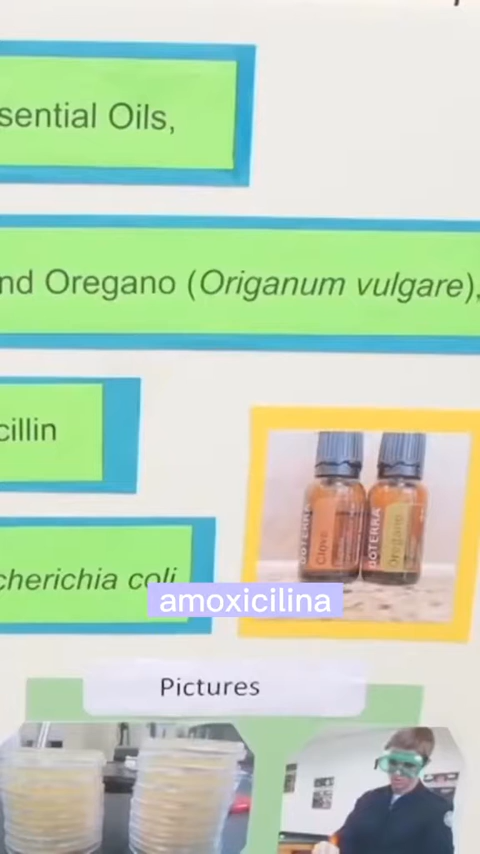 sential Oils,
nd Oregano (Origanum vulgare),
cillin
cherichia coli
amoxicilina
DOTERRA
Clove
DOTERRA
Oregano
Pictures